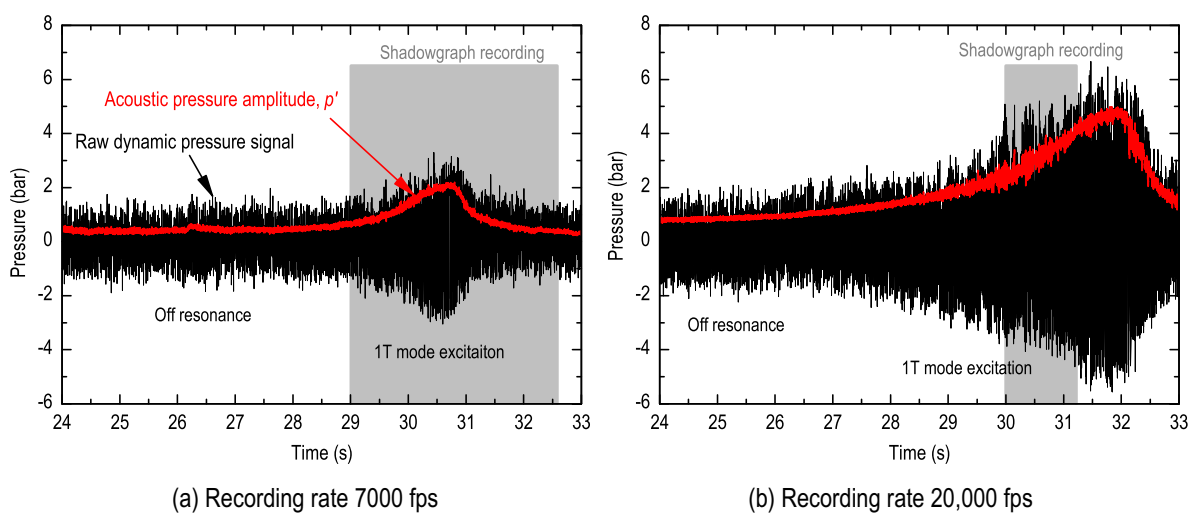 8
6
4
2
0
-2
-4
-6
Pressure (bar)
Shadowgraph recording
Acoustic pressure amplitude, p'
Raw dynamic pressure signal
Off resonance
1T mode excitaiton
24 25 26 27 28 29 30 31 32 33
Time (s)
(a) Recording rate 7000 fps
8
6
4
2
0
-2
-4
-6
Pressure (bar)
Shadowgraph recording
Off resonance
1T mode excitation
24 25 26 27 28 29 30 31 32 33
Time (s)
(b) Recording rate 20,000 fps